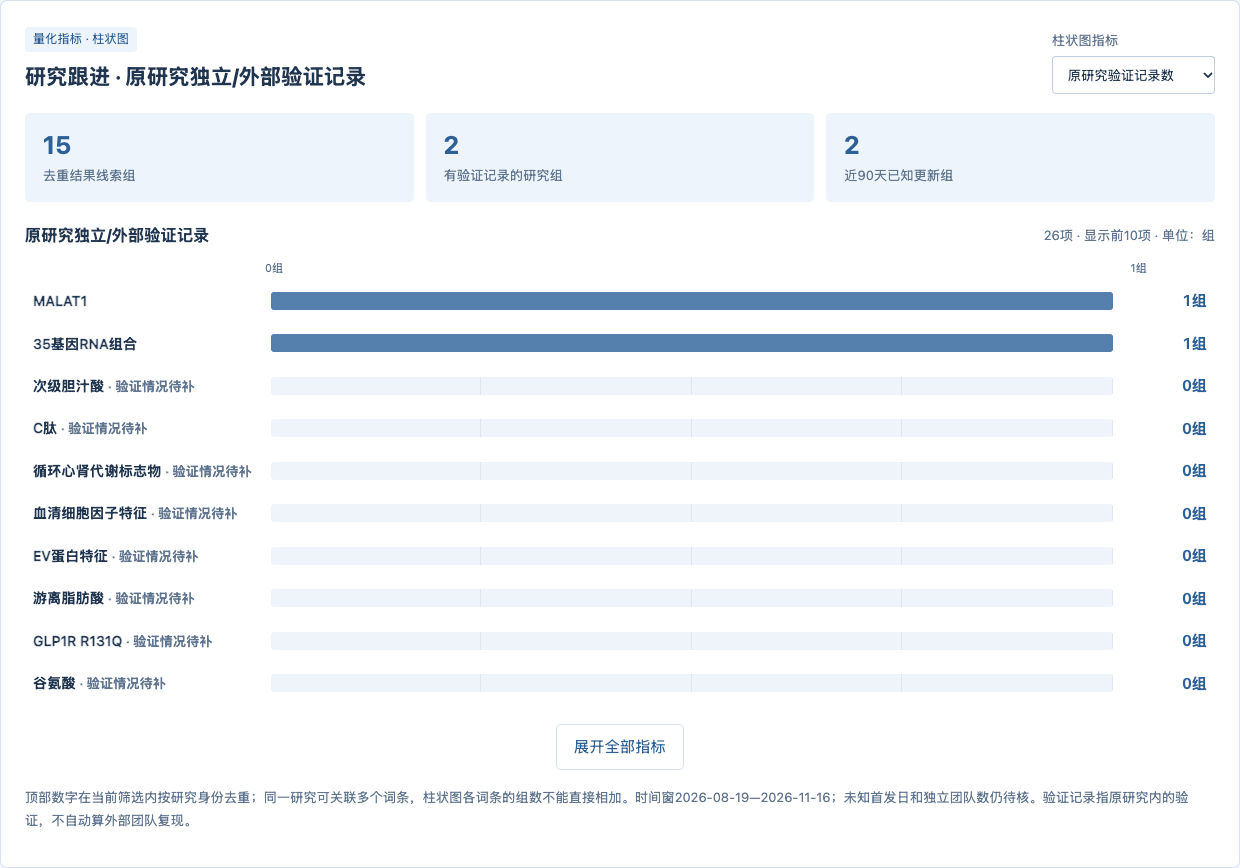 量化指标 · 柱状图
研究跟进 · 原研究独立/外部验证记录
柱状图指标
原研究验证记录数
15
去重结果线索组
2
有验证记录的研究组
2
近90天已知更新组
原研究独立/外部验证记录
26项 · 显示前10项 · 单位：组
0组
1组
MALAT1
1组
35基因RNA组合
1组
次级胆汁酸 · 验证情况待补
0组
C肽 · 验证情况待补
0组
循环心肾代谢标志物 · 验证情况待补
0组
血清细胞因子特征 · 验证情况待补
0组
EV蛋白特征 · 验证情况待补
0组
游离脂肪酸 · 验证情况待补
0组
GLP1R R131Q · 验证情况待补
0组
谷氨酸 · 验证情况待补
0组
展开全部指标
顶部数字在当前筛选内按研究身份去重；同一研究可关联多个词条，柱状图各词条的组数不能直接相加。时间窗2026-08-19—2026-11-16；未知首发日和独立团队数仍待核。验证记录指原研究内的验
证，不自动算外部团队复现。